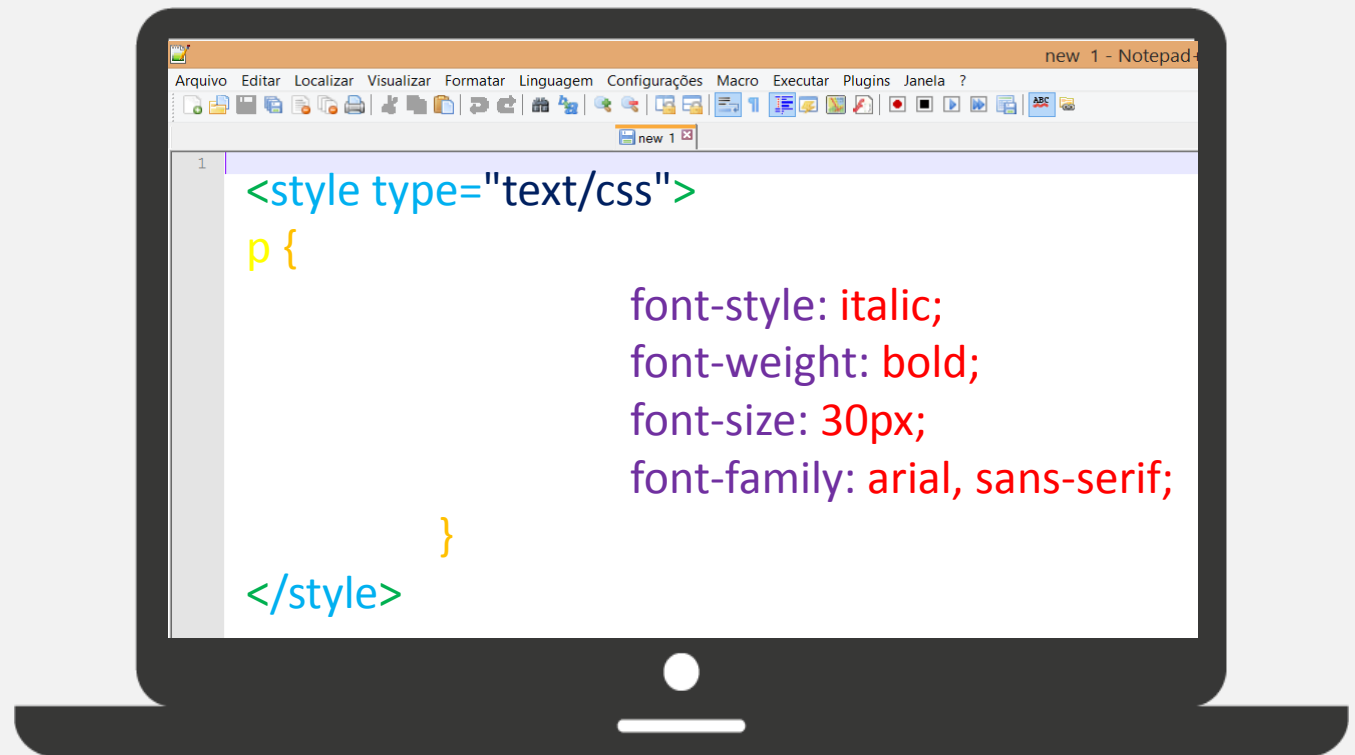 new 1 - Notepad+
Arquivo Editar Localizar Visualizar Formatar Linguagem Configurações Macro Executar Plugins Janela ?
ABC
new 1
1
<style type="text/css">
p {
font-style: italic;
font-weight: bold;
font-size: 30px;
font-family: arial, sans-serif;
}
</style>